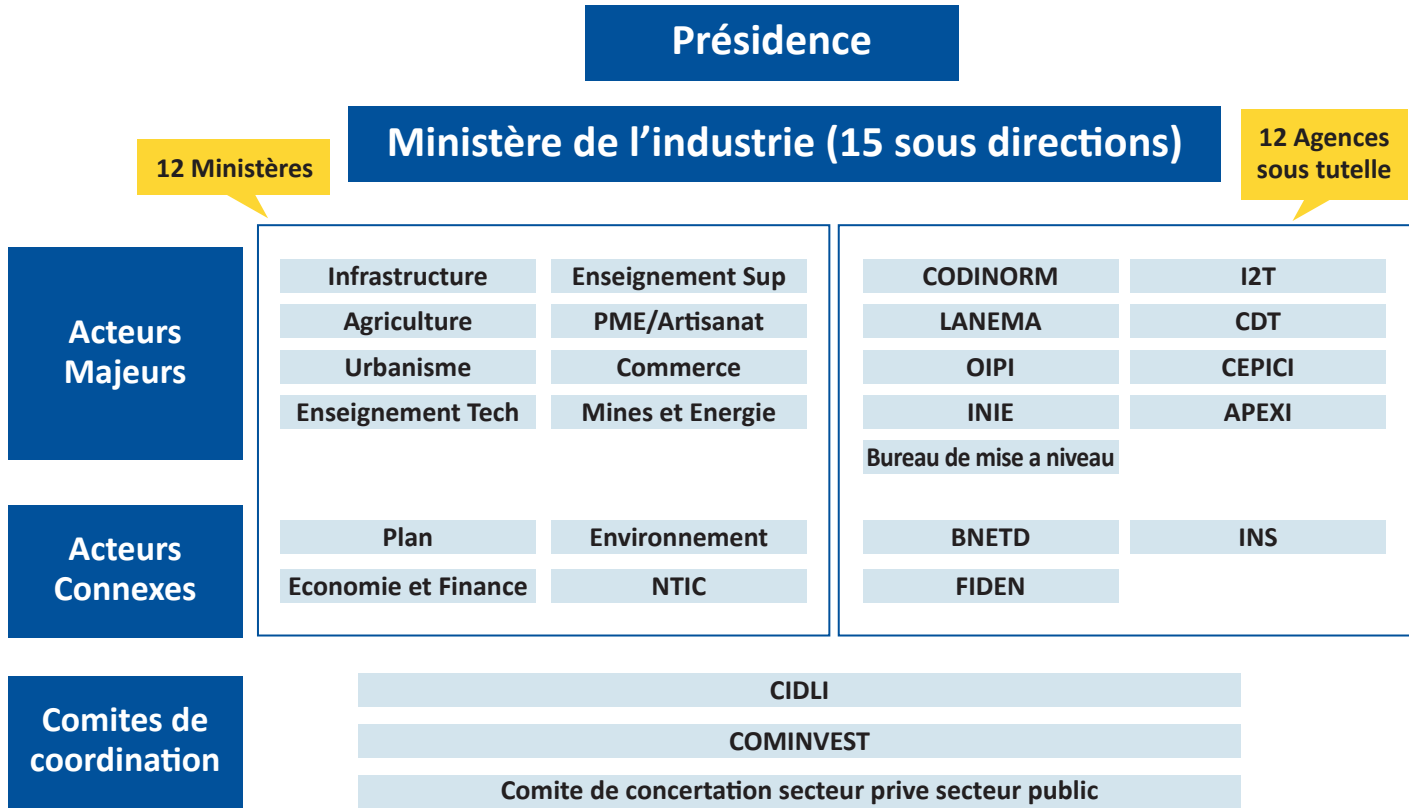 Présidence
Ministère de l’industrie (15 sous directions)
12 Ministères
12 Agences
sous tutelle
Acteurs
Majeurs
Infrastructure
Enseignement Sup
Agriculture
PME/Artisanat
Urbanisme
Commerce
Enseignement Tech
Mines et Energie
CODINORM
I2T
LANEMA
CDT
OIPI
CEPICI
INIE
APEXI
Bureau de mise a niveau
Acteurs
Connexes
Plan
Environnement
Economie et Finance
NTIC
BNETD
INS
FIDEN
Comites de
coordination
CIDLI
COMINVEST
Comite de concertation secteur prive secteur public